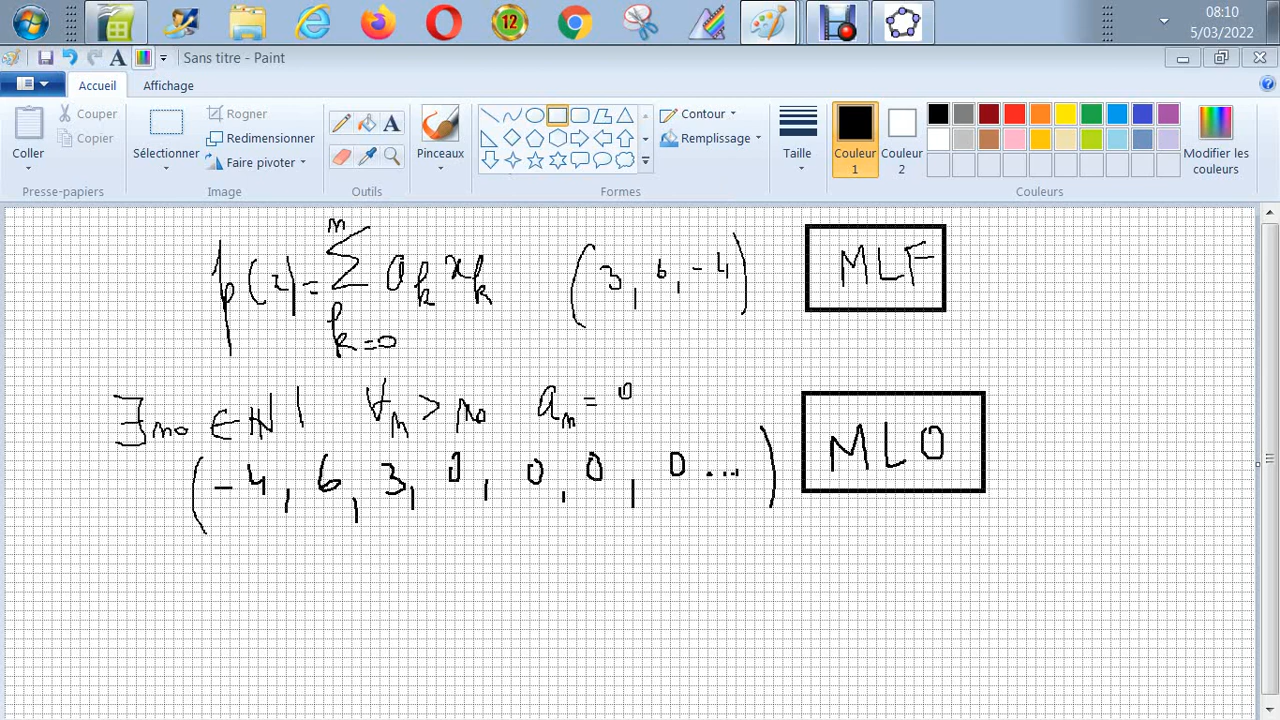 12
08:10
5/03/2022
Sans titre - Paint
Accueil
Affichage
Coller
Couper
Copier
Presse-papiers
Sélectionner
Rogner
Redimensionner
Faire pivoter
Image
Outils
Pinceaux
Contour
Remplissage
Formes
Taille
Couleur 1
Couleur 2
Modifier les couleurs
Couleurs
n
p(x) = ∑ a_k x_k
k=0
(3, 6, -4)
MLF
∃n₀ ∈ ℕ | ∀n > n₀ a_n = 0
(-4, 6, 3, 0, 0, 0, 0 ...)
MLO